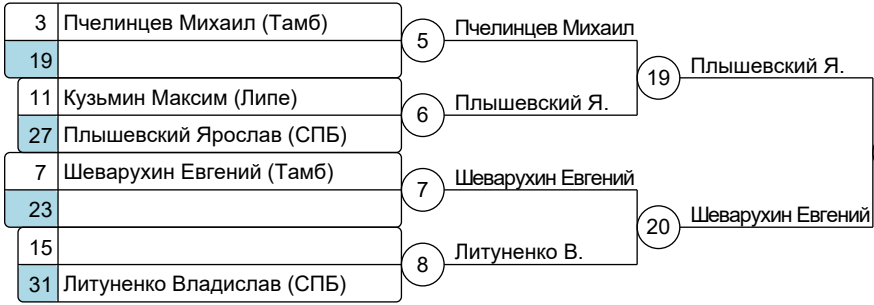 3 Пчелинцев Михаил (Тамб)
19
11 Кузьмин Максим (Липе)
27 Плышевский Ярослав (СПБ)
7 Шеварухин Евгений (Тамб)
23
15
31 Литуненко Владислав (СПБ)
5 Пчелинцев Михаил
6 Плышевский Я.
7 Шеварухин Евгений
8 Литуненко В.
19 Плышевский Я.
20 Шеварухин Евгений